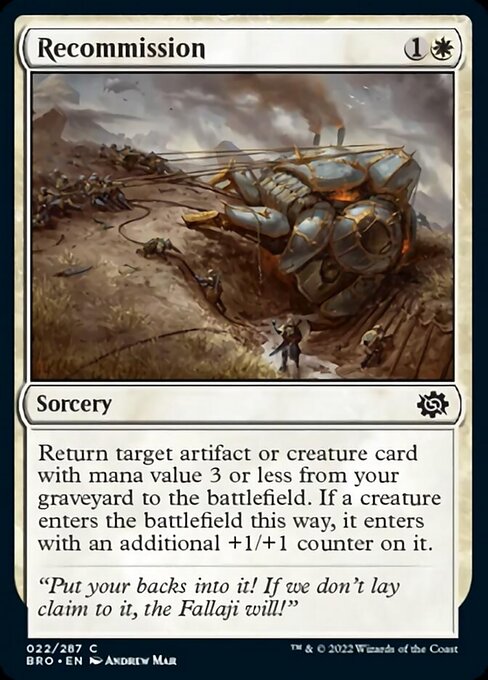 Recommission 1
Sorcery
Return target artifact or creature card
with mana value 3 or less from your
graveyard to the battlefield. If a creature
enters the battlefield this way, it enters
with an additional +1/+1 counter on it.
“Put your backs into it! If we don’t lay
claim to it, the Fallaji will!”
022/287 C
BRO • EN Andrew Mar
™ & © 2022 Wizards of the Coast